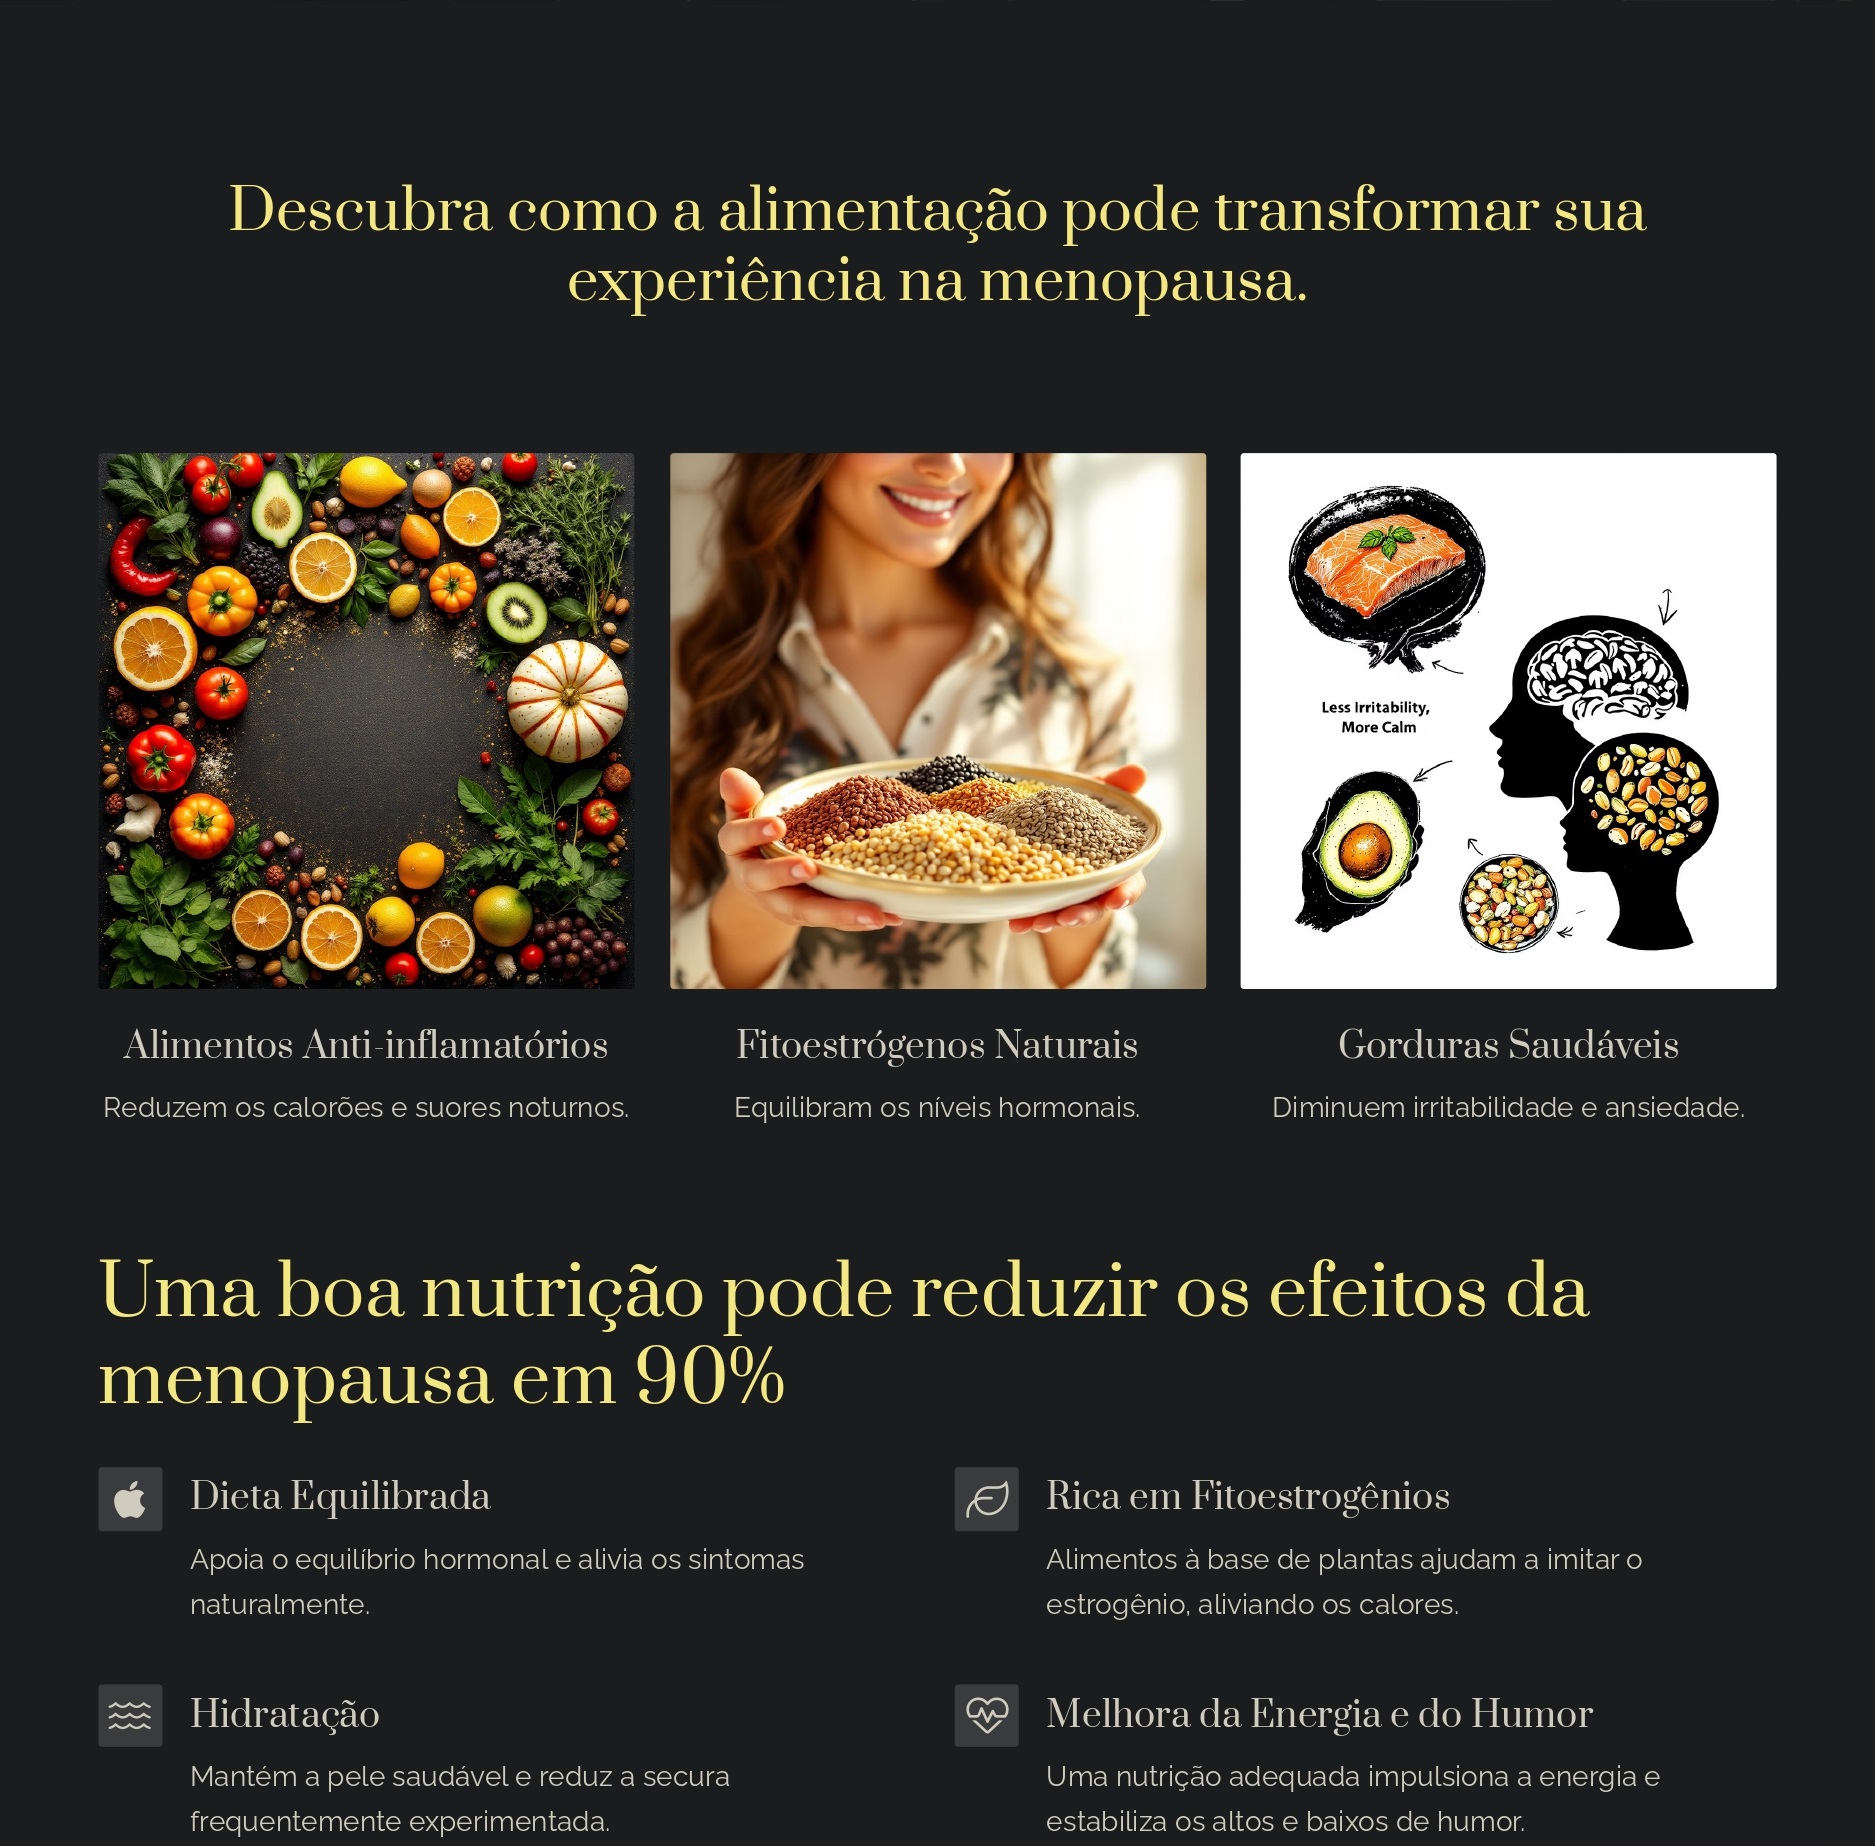 Descubra como a alimentação pode transformar sua
experiência na menopausa.
Less Irritability,
More Calm
Alimentos Anti-inflamatórios
Reduzem os calorões e suores noturnos.
Fitoestrógenos Naturais
Equilibram os níveis hormonais.
Gorduras Saudáveis
Diminuem irritabilidade e ansiedade.
Uma boa nutrição pode reduzir os efeitos da
menopausa em 90%
Dieta Equilibrada
Apoia o equilíbrio hormonal e alivia os sintomas
naturalmente.
Rica em Fitoestrogênios
Alimentos à base de plantas ajudam a imitar o
estrogênio, aliviando os calores.
Hidratação
Mantém a pele saudável e reduz a secura
frequentemente experimentada.
Melhora da Energia e do Humor
Uma nutrição adequada impulsiona a energia e
estabiliza os altos e baixos de humor.